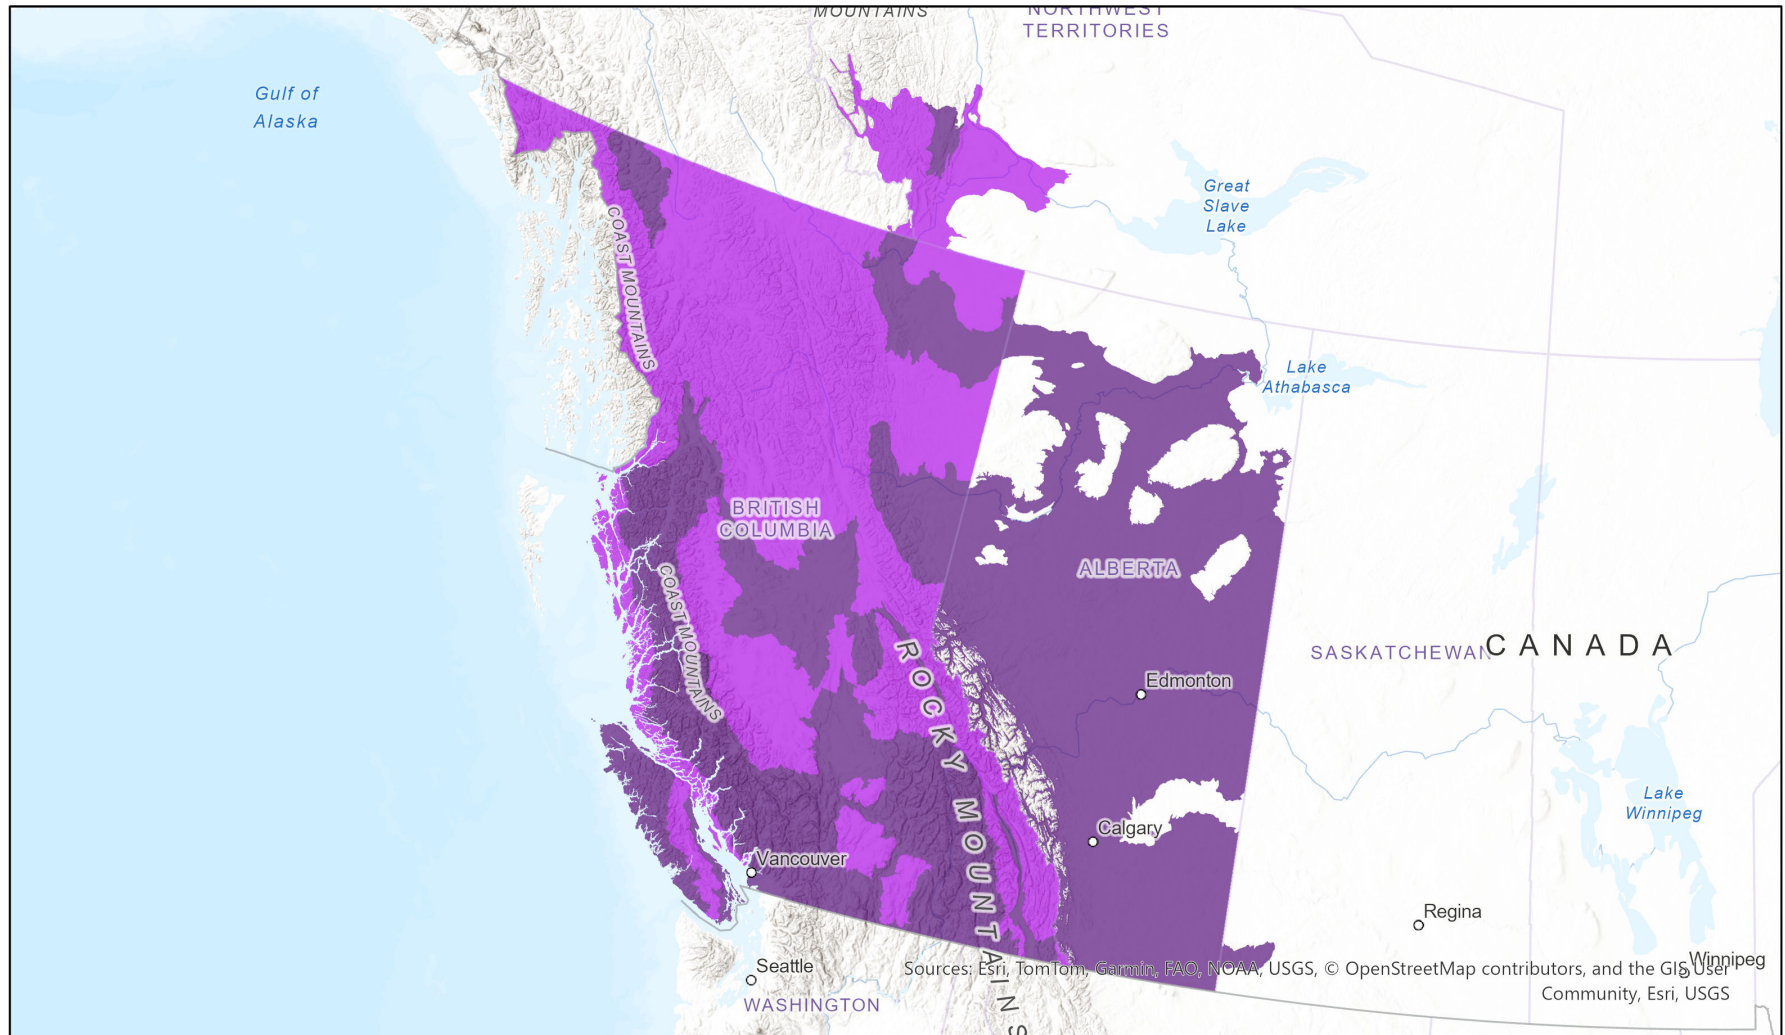 MOUNTAINS
NORTHWEST
TERRITORIES
Gulf of
Alaska
Great
Slave
Lake
COAST MOUNTAINS
Lake
Athabasca
BRITISH
COLUMBIA
ALBERTA
COAST MOUNTAINS
ROCKY MOUNTAINS
SASKATCHEWAN
CANADA
Edmonton
Lake
Winnipeg
Calgary
Vancouver
Regina
Winnipeg
Seattle
WASHINGTON
Sources: Esri, TomTom, Garmin, FAO, NOAA, USGS, © OpenStreetMap contributors, and the GIS User
Community, Esri, USGS